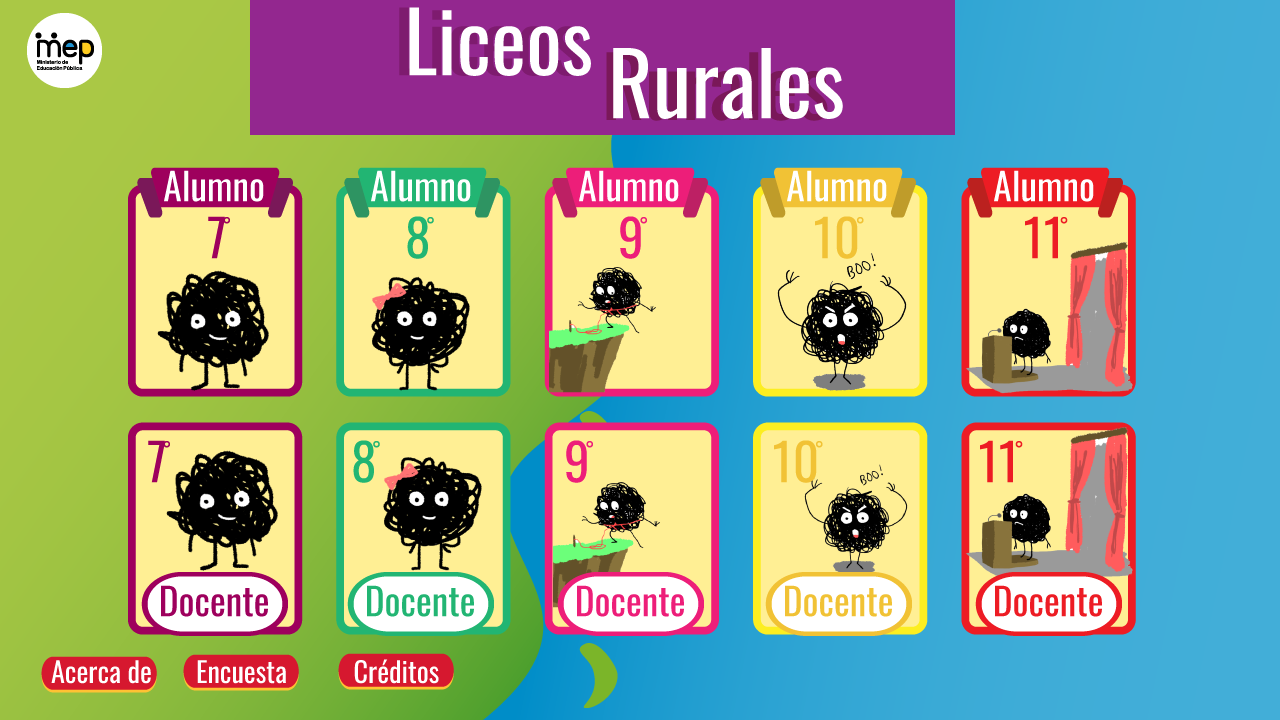 mep
Ministerio de
Educación Pública
Liceos
Rurales
Alumno
7°
Alumno
8°
Alumno
9°
Alumno
10°
BOO!
Alumno
11°
7°
Docente
8°
Docente
9°
Docente
10°
BOO!
Docente
11°
Docente
Acerca de
Encuesta
Créditos